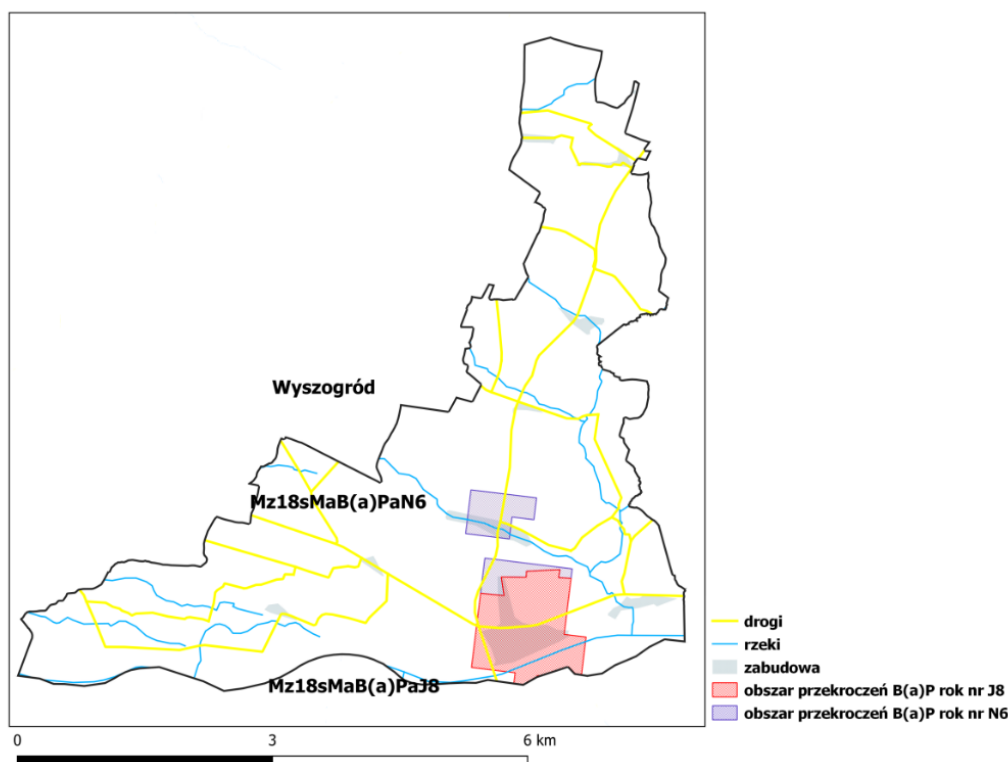 Wyszogród
Mz18sMaB(a)PaN6
Mz18sMaB(a)PaJ8
drogi
rzeki
zabudowa
obszar przekroczeń B(a)P rok nr J8
obszar przekroczeń B(a)P rok nr N6
0 3 6 km